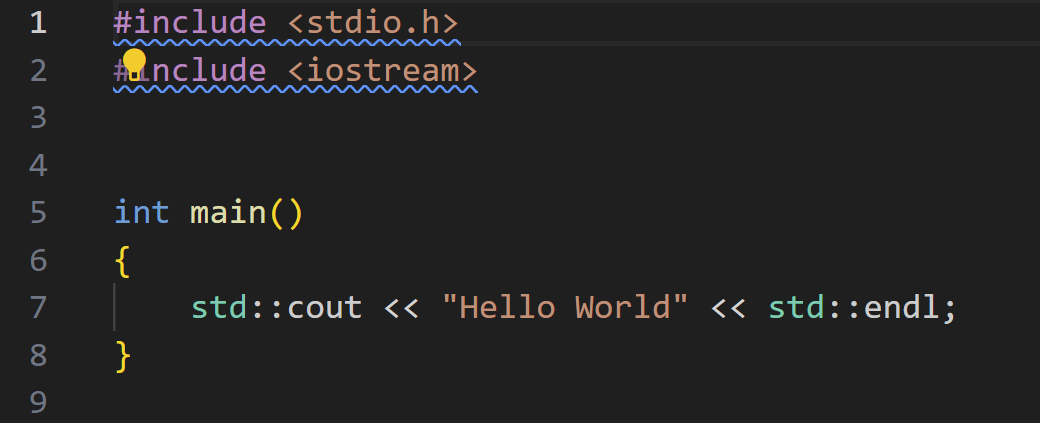 1 #include <stdio.h>
2 #include <iostream>
3
4
5 int main()
6 {
7     std::cout << "Hello World" << std::endl;
8 }
9